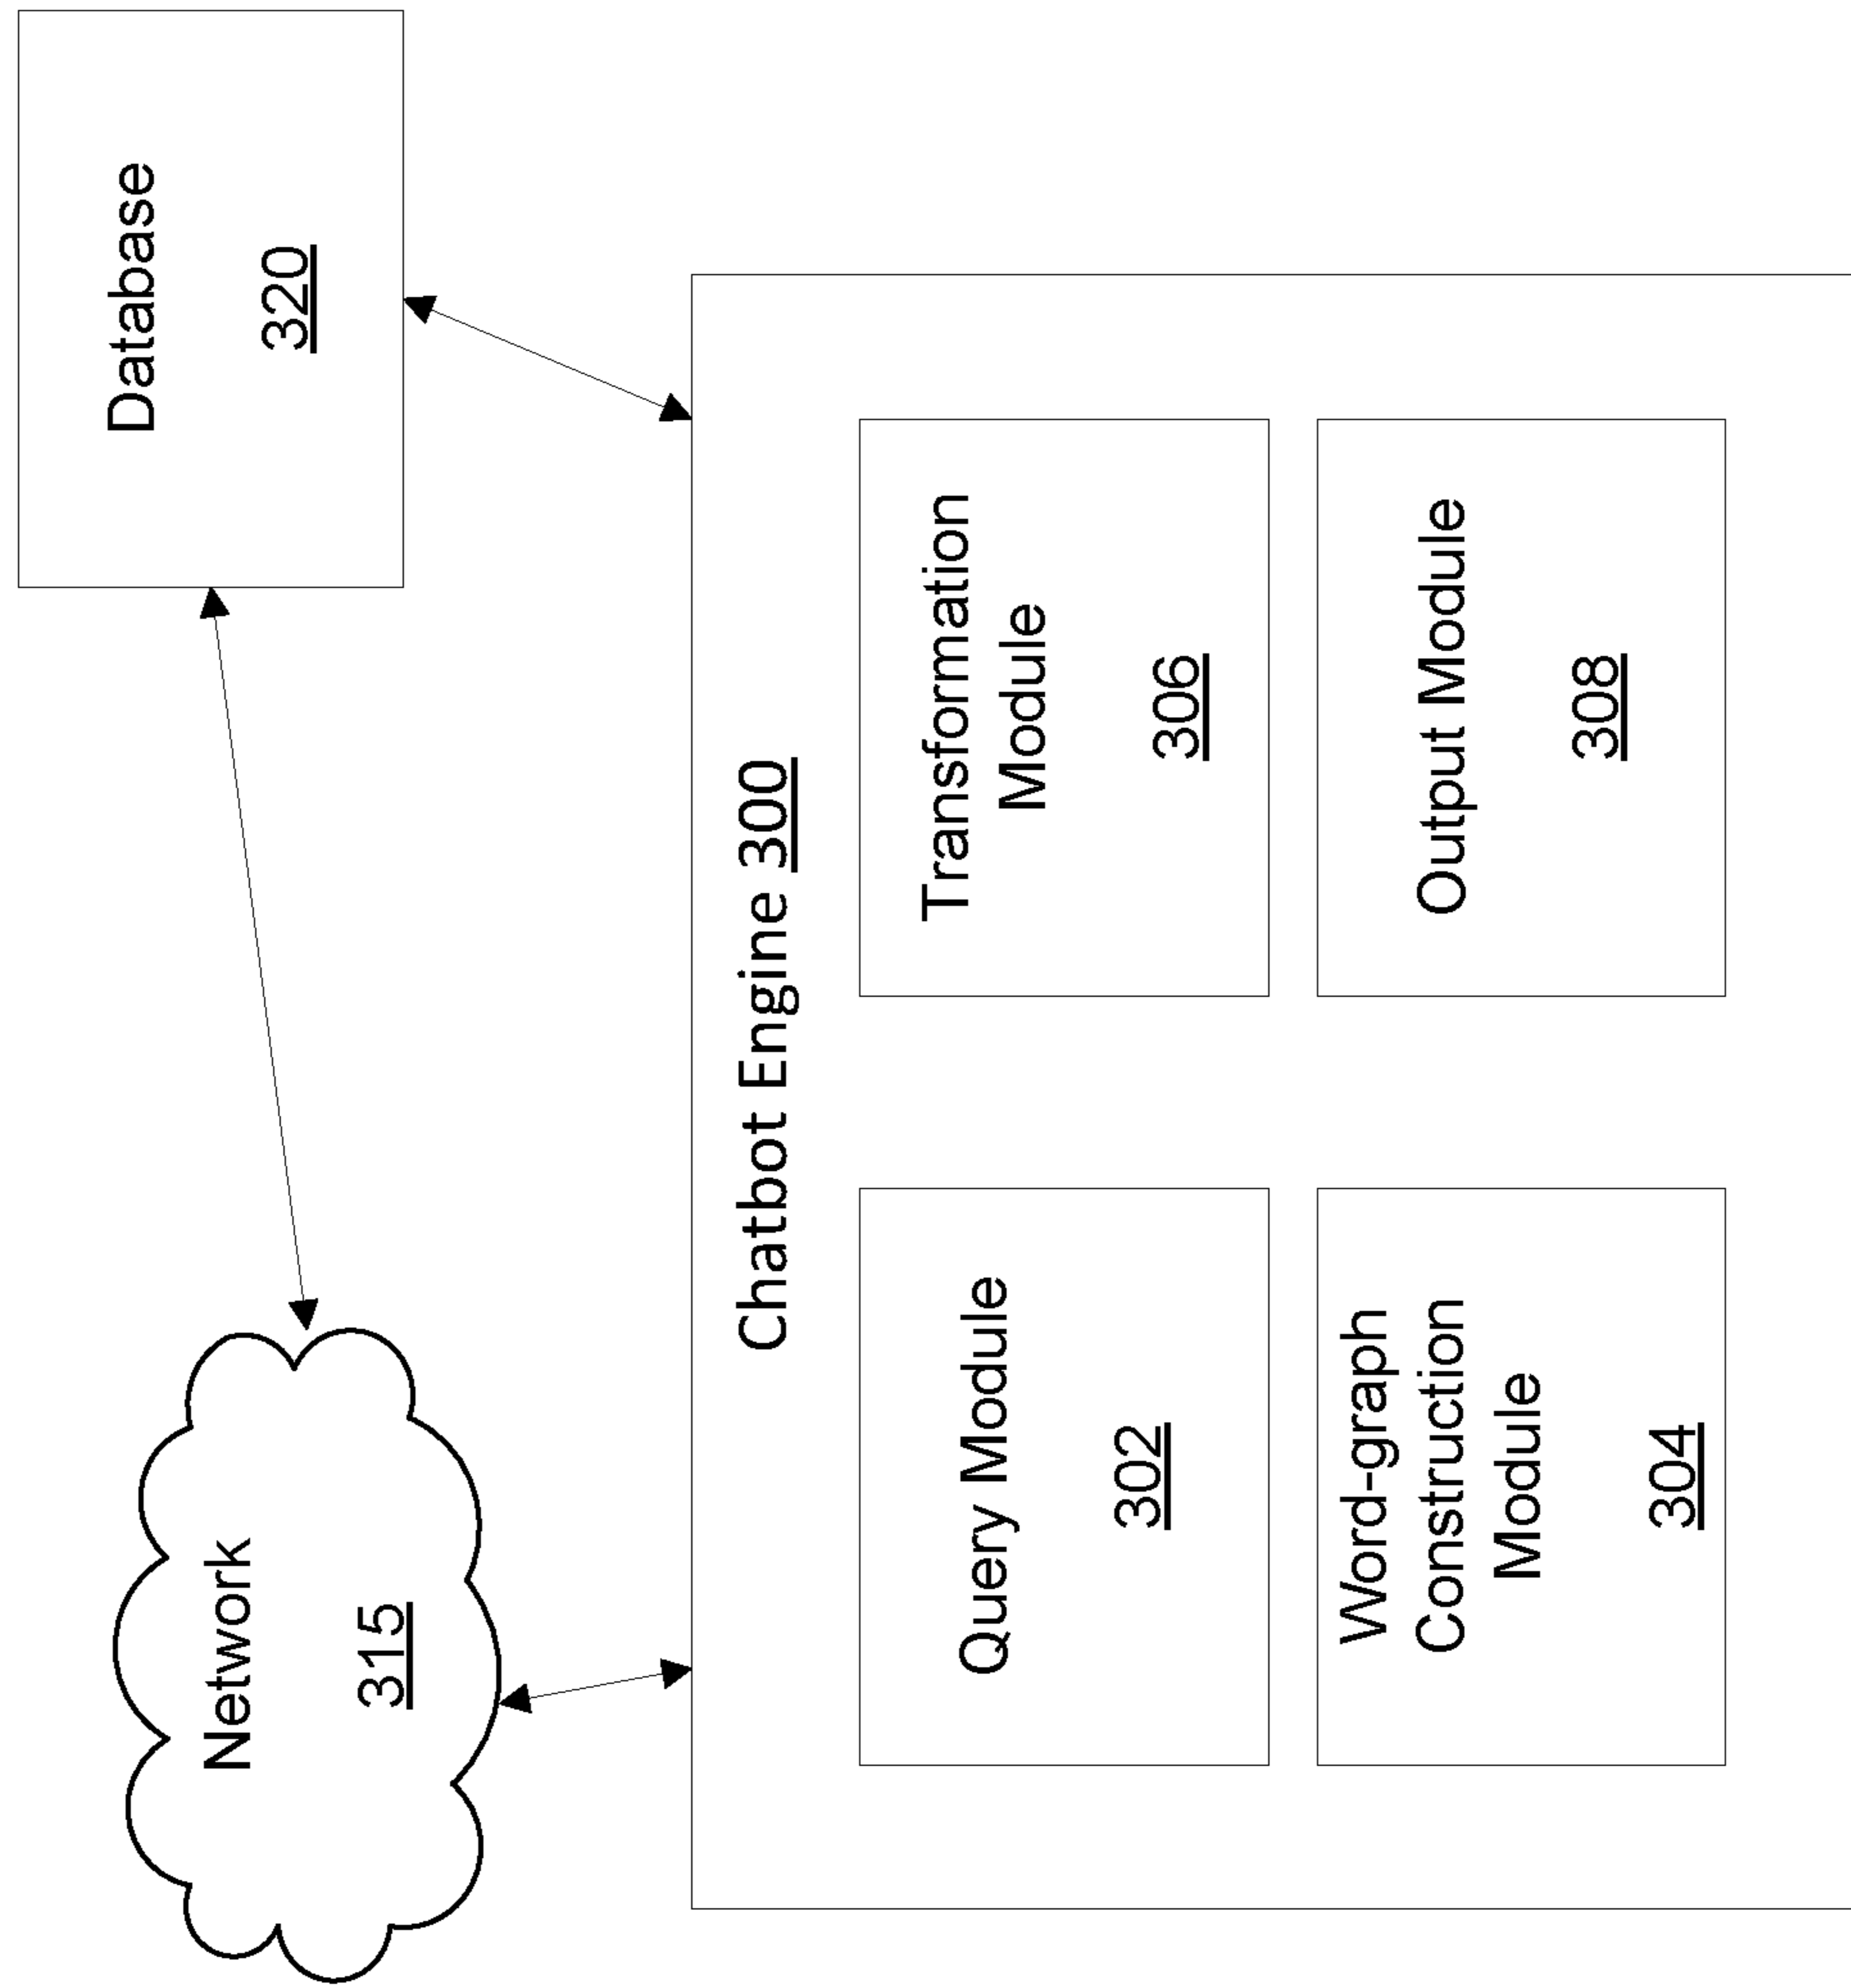 Network
315
Database
320
Chatbot Engine 300
Query Module
302
Transformation
Module
306
Word-graph
Construction
Module
304
Output Module
308